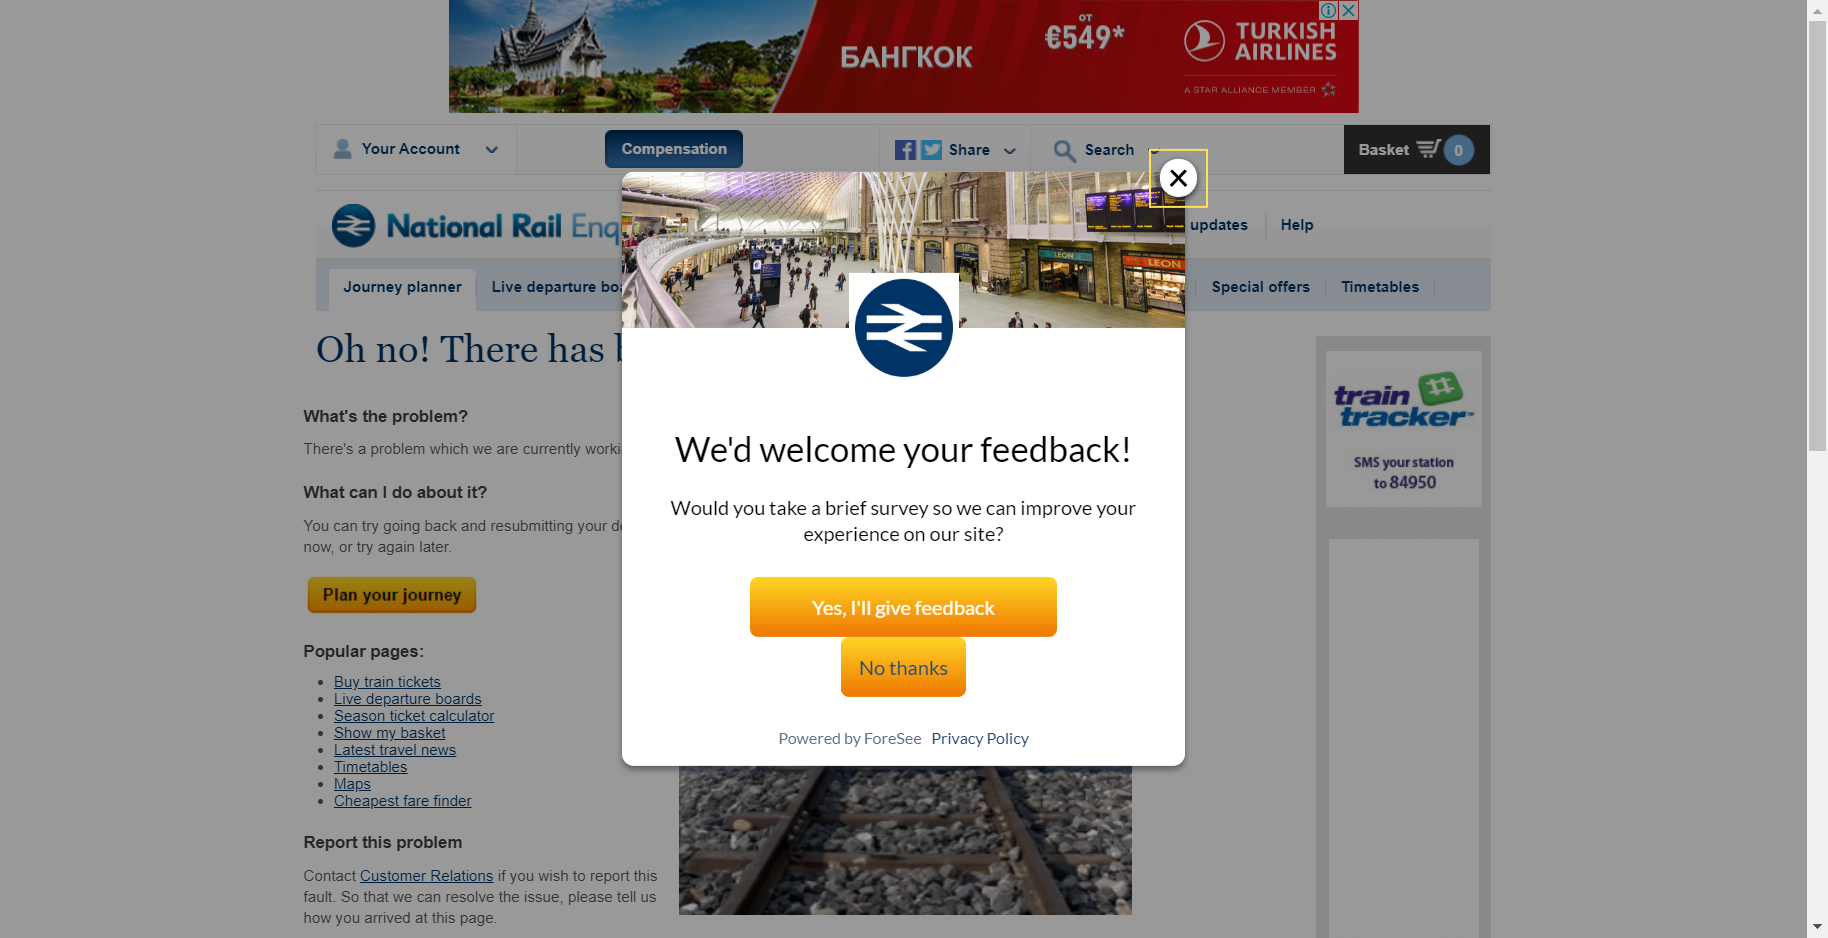 БАНГКОК
ОТ
€549*
TURKISH
AIRLINES
A STAR ALLIANCE MEMBER
Your Account
Compensation
Share
Search
Basket
0
National Rail Enq
updates
Help
Journey planner
Live departure boa
Special offers
Timetables
Oh no! There has b
What's the problem?
There's a problem which we are currently worki
What can I do about it?
You can try going back and resubmitting your de
now, or try again later.
Plan your journey
Popular pages:
Buy train tickets
Live departure boards
Season ticket calculator
Show my basket
Latest travel news
Timetables
Maps
Cheapest fare finder
Report this problem
Contact Customer Relations if you wish to report this
fault. So that we can resolve the issue, please tell us
how you arrived at this page.
LEON
LEON
We'd welcome your feedback!
Would you take a brief survey so we can improve your
experience on our site?
Yes, I'll give feedback
No thanks
Powered by ForeSee Privacy Policy
train
tracker™
SMS your station
to 84950